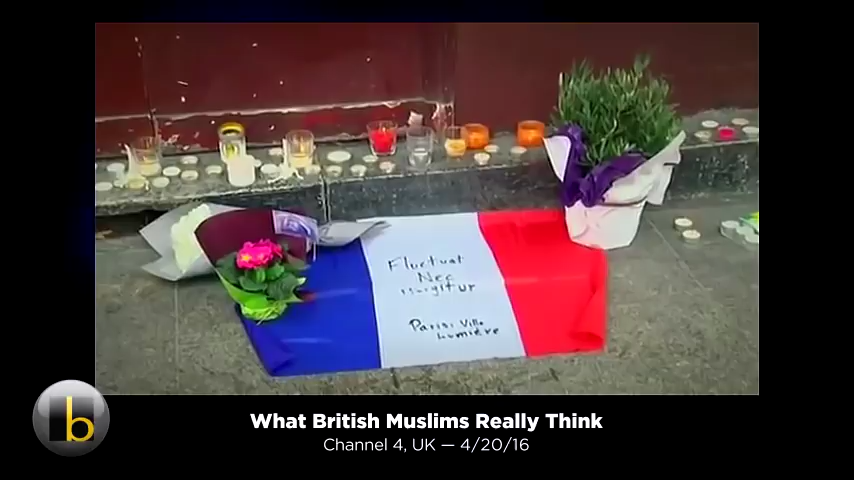 Fluctuat
Nec
mergitur
Paris: Ville
Lumière
b
What British Muslims Really Think
Channel 4, UK — 4/20/16